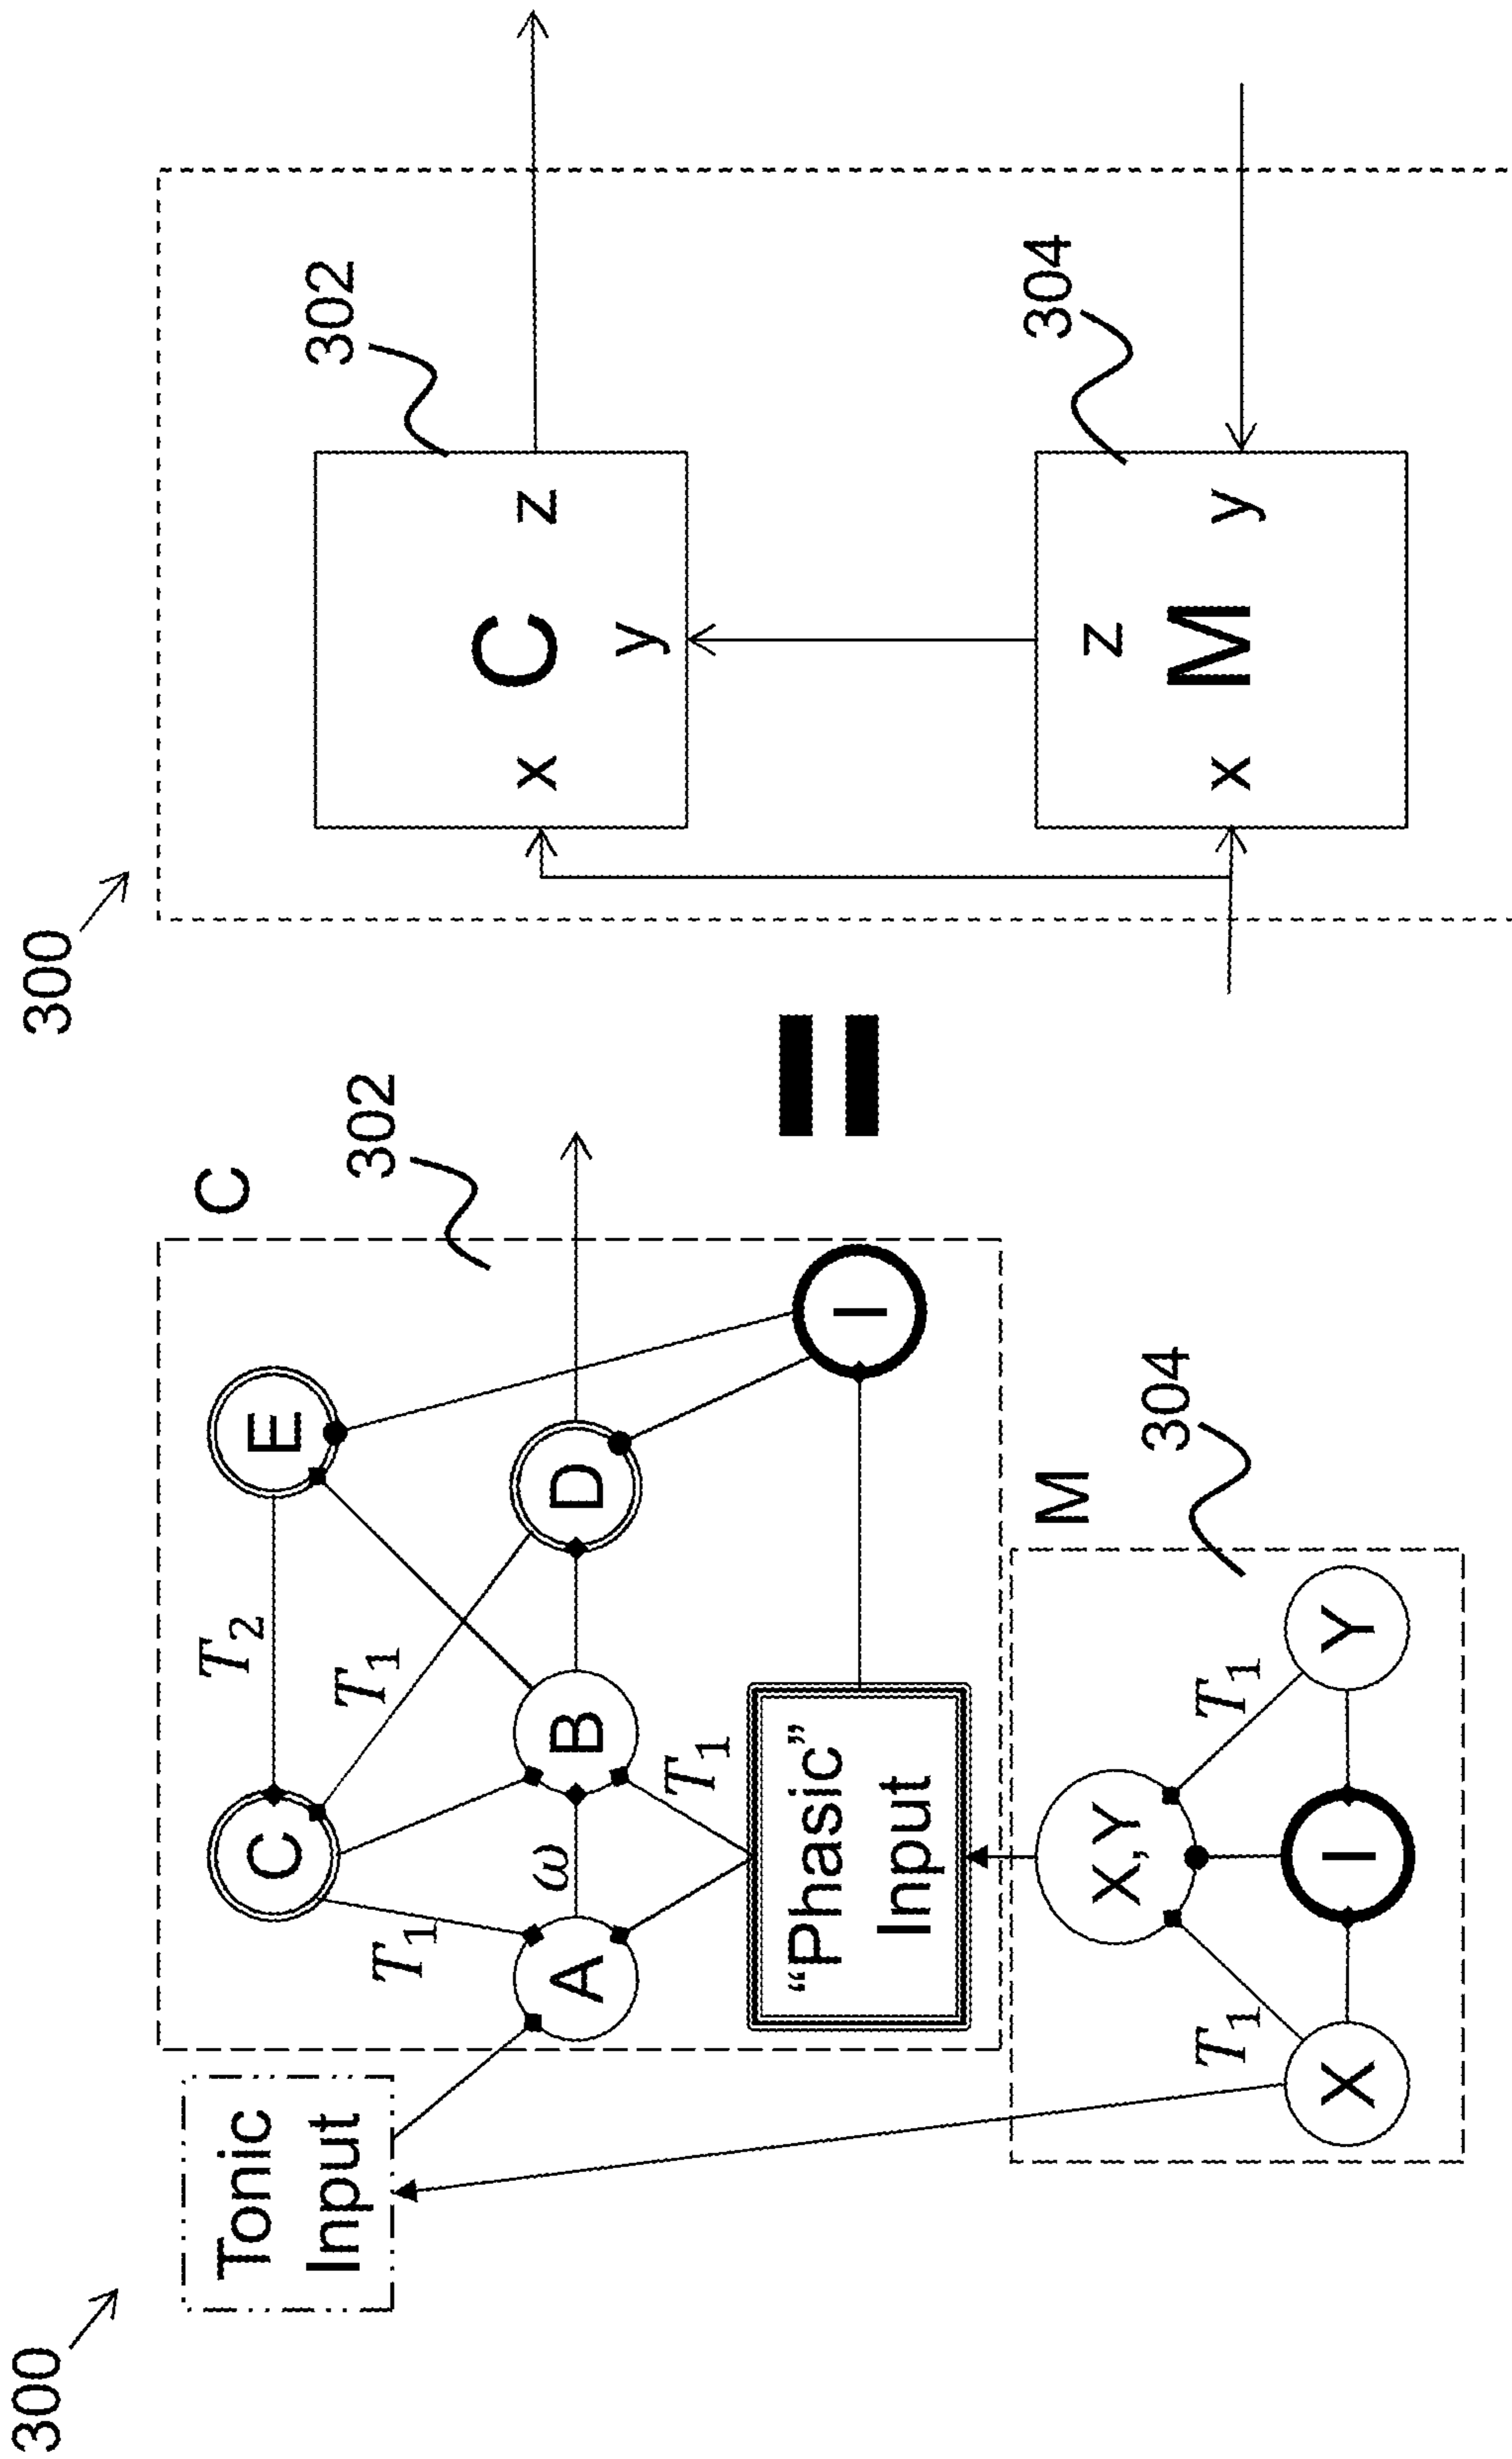 300
Tonic
Input
C
302
C
E
T₂
T₁
T₁
A
ω
B
D
T₁
“Phasic”
Input
I
M
304
X,Y
T₁
T₁
X
I
Y
=
300
302
x
C
z
y
304
z
x
M
y